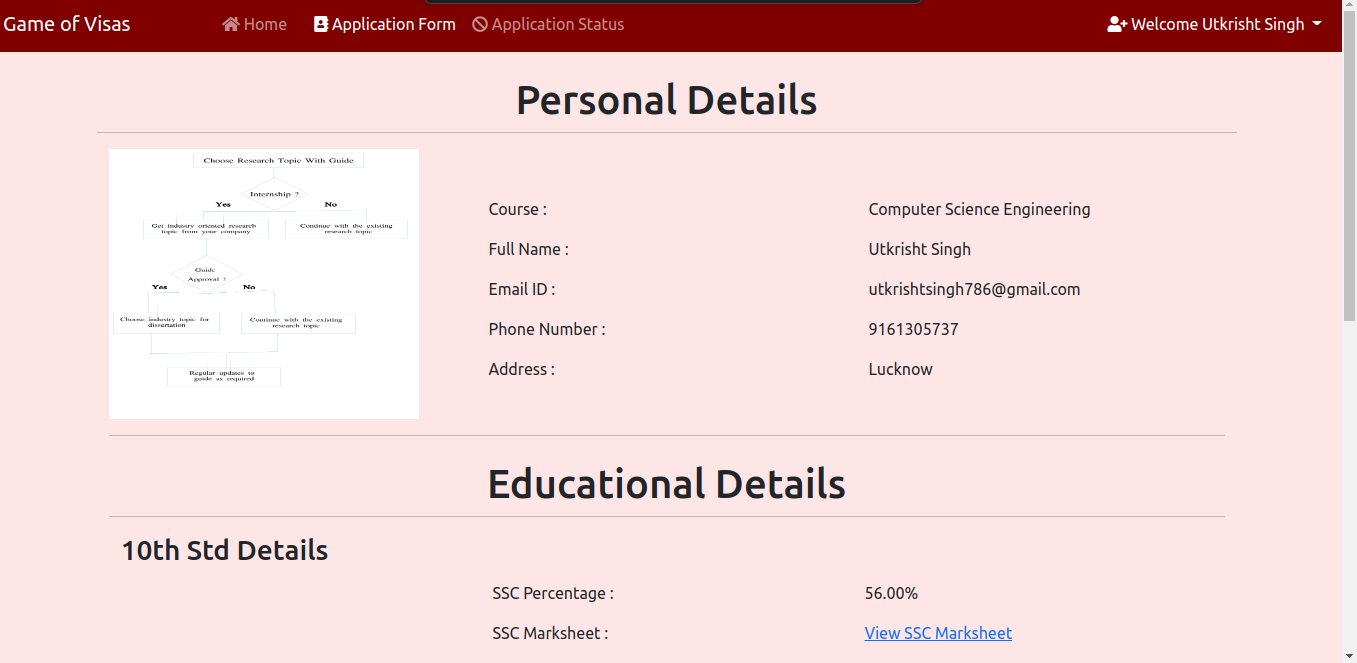 Game of Visas Home Application Form Application Status Welcome Utkrisht Singh
Personal Details
Choose Research Topic With Guide
Internship ?
Yes No
Get industry oriented research Continue with the existing
topic from your company research topic
Guide
Approval ?
Yes No
Choose industry topic for Continue with the existing
dissertation research topic
Regular updates to
guide as required
Course : Computer Science Engineering
Full Name : Utkrisht Singh
Email ID : utkrishtsingh786@gmail.com
Phone Number : 9161305737
Address : Lucknow
Educational Details
10th Std Details
SSC Percentage : 56.00%
SSC Marksheet : View SSC Marksheet